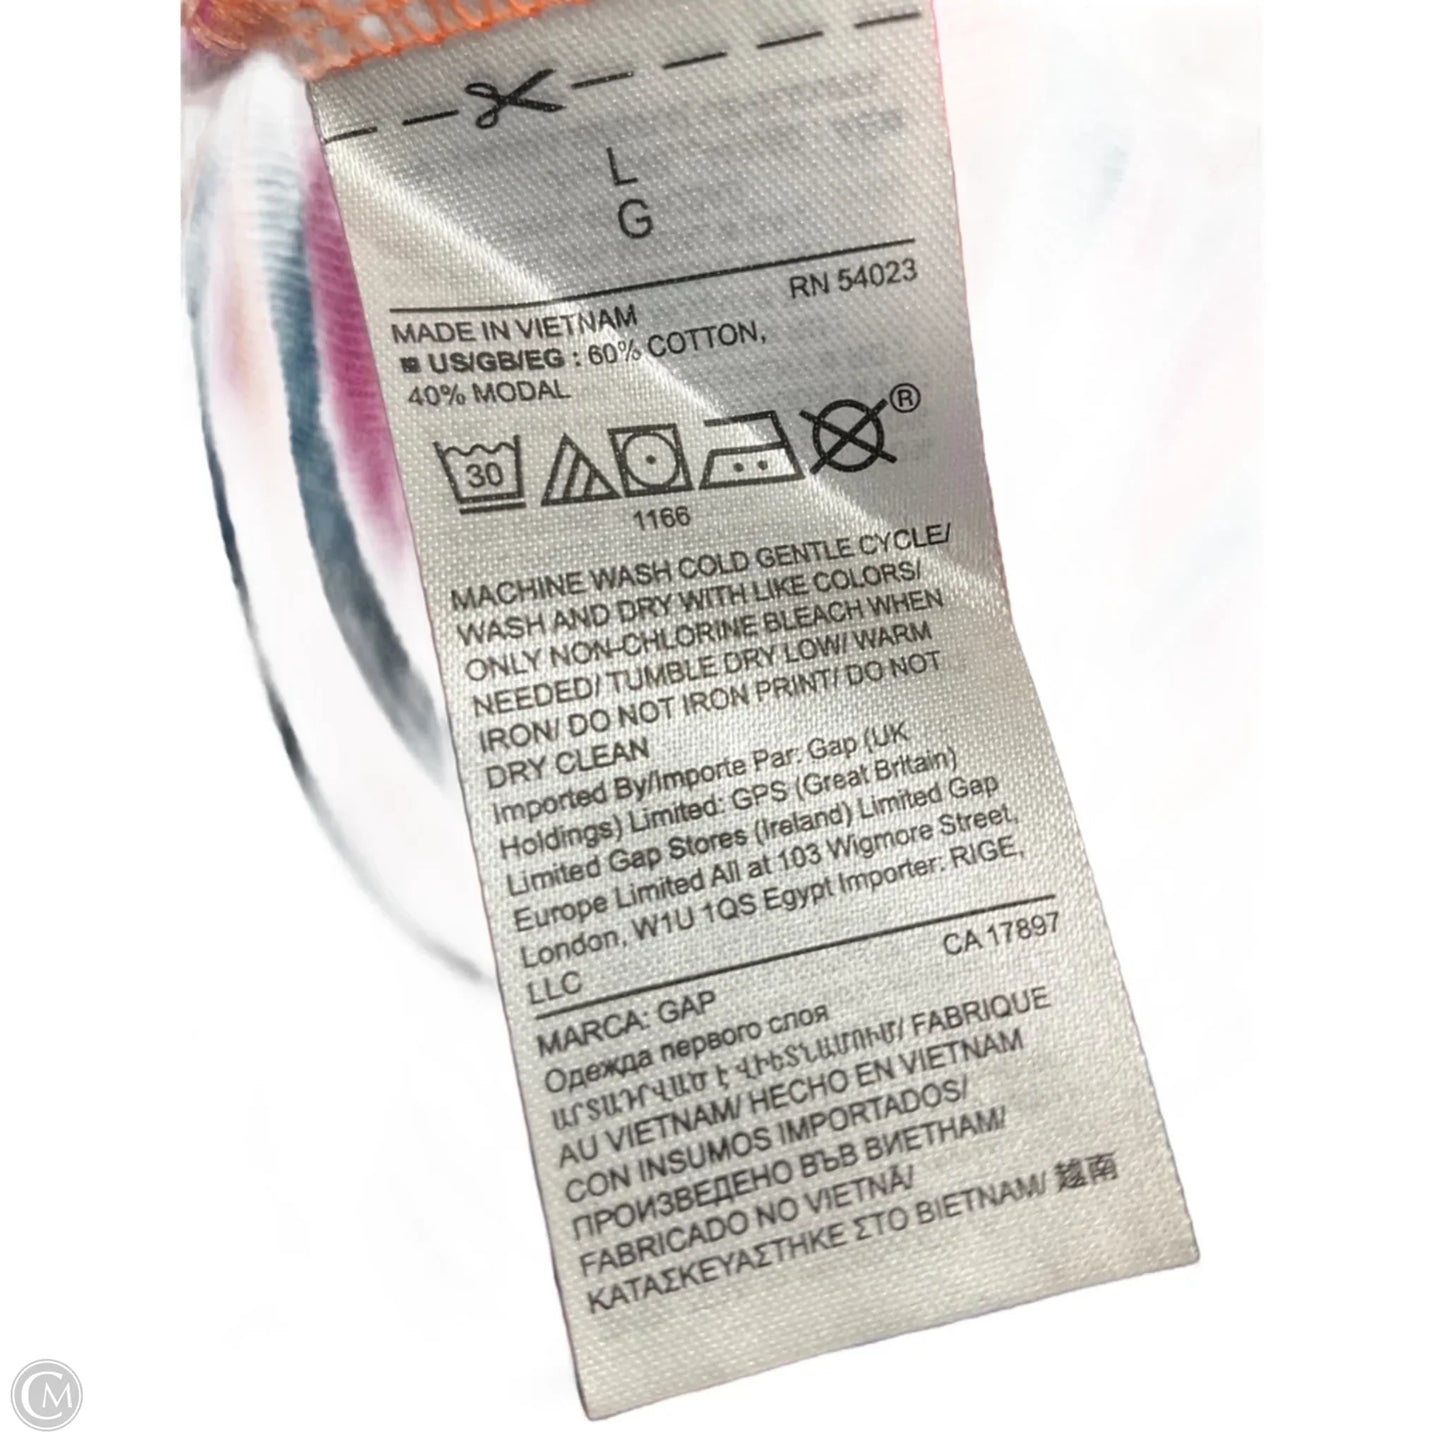 L
G
RN 54023
MADE IN VIETNAM
US/GB/EG : 60% COTTON,
40% MODAL
30
®
1166
MACHINE WASH COLD GENTLE CYCLE/
WASH AND DRY WITH LIKE COLORS/
ONLY NON-CHLORINE BLEACH WHEN
NEEDED/ TUMBLE DRY LOW/ WARM
IRON/ DO NOT IRON PRINT/ DO NOT
DRY CLEAN
Imported By/Importe Par: Gap (UK
Holdings) Limited: GPS (Great Britain)
Limited Gap Stores (Ireland) Limited Gap
Europe Limited All at 103 Wigmore Street,
London, W1U 1QS Egypt Importer: RIGE,
LLC
CA 17897
MARCA: GAP
Одежда первого слоя
ԱՐՏԱԴՐՎԱԾ Է ՎԻԵՏՆԱՄՈՒՄ/ FABRIQUE
AU VIETNAM/ HECHO EN VIETNAM
CON INSUMOS IMPORTADOS/
ПРОИЗВЕДЕНО ВЪВ ВИЕТНАМ/
FABRICADO NO VIETNÃ/
ΚΑΤΑΣΚΕΥΑΣΤΗΚΕ ΣΤΟ ΒΙΕΤΝΑΜ/ 越南
CM